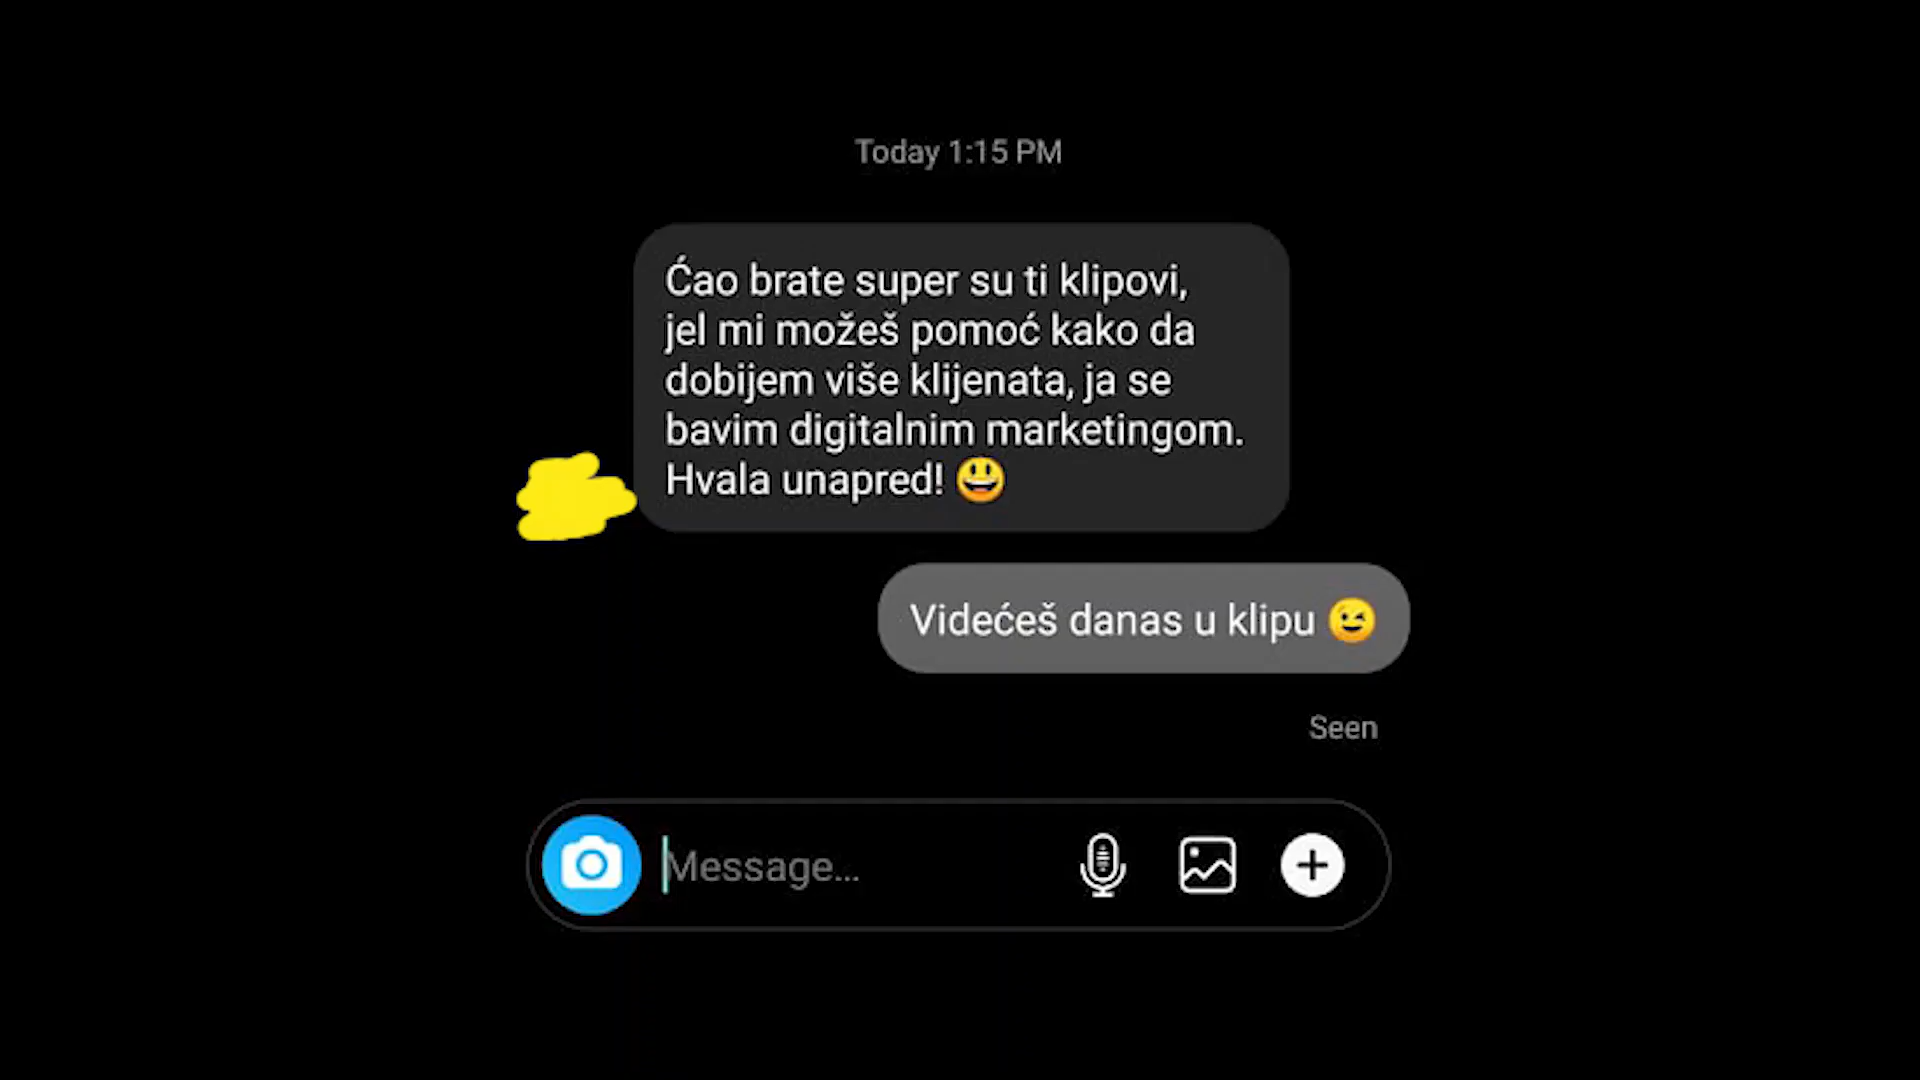 Today 1:15 PM
Ćao brate super su ti klipovi,
jel mi možeš pomoć kako da
dobijem više klijenata, ja se
bavim digitalnim marketingom.
Hvala unapred! 😃
Videćeš danas u klipu 😉
Seen
Message...